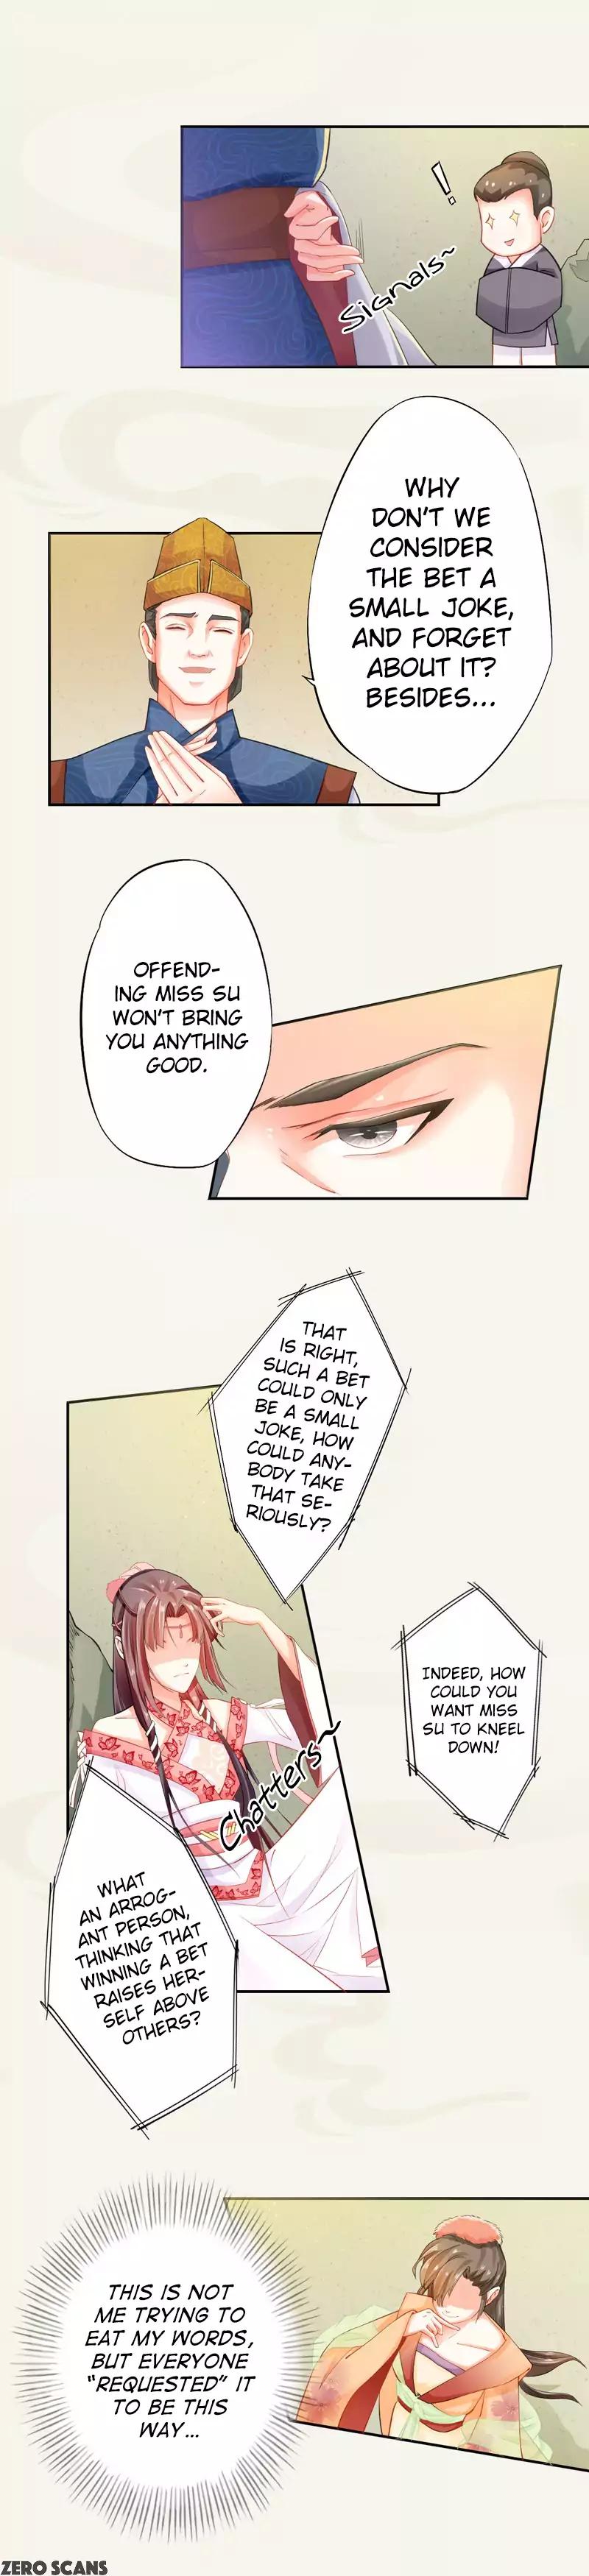 !
Signals~
WHY
DON'T WE
CONSIDER
THE BET A
SMALL JOKE,
AND FORGET
ABOUT IT?
BESIDES...
OFFEND-
ING MISS SU
WON'T BRING
YOU ANYTHING
GOOD.
THAT
IS RIGHT,
SUCH A BET
COULD ONLY
BE A SMALL
JOKE, HOW
COULD ANY-
BODY TAKE
THAT SE-
RIOUSLY?
INDEED, HOW
COULD YOU
WANT MISS
SU TO KNEEL
DOWN!
Chatters~
WHAT
AN ARROG-
ANT PERSON,
THINKING THAT
WINNING A BET
RAISES HER-
SELF ABOVE
OTHERS?
THIS IS NOT
ME TRYING TO
EAT MY WORDS,
BUT EVERYONE
"REQUESTED" IT
TO BE THIS
WAY...
ZERO SCANS